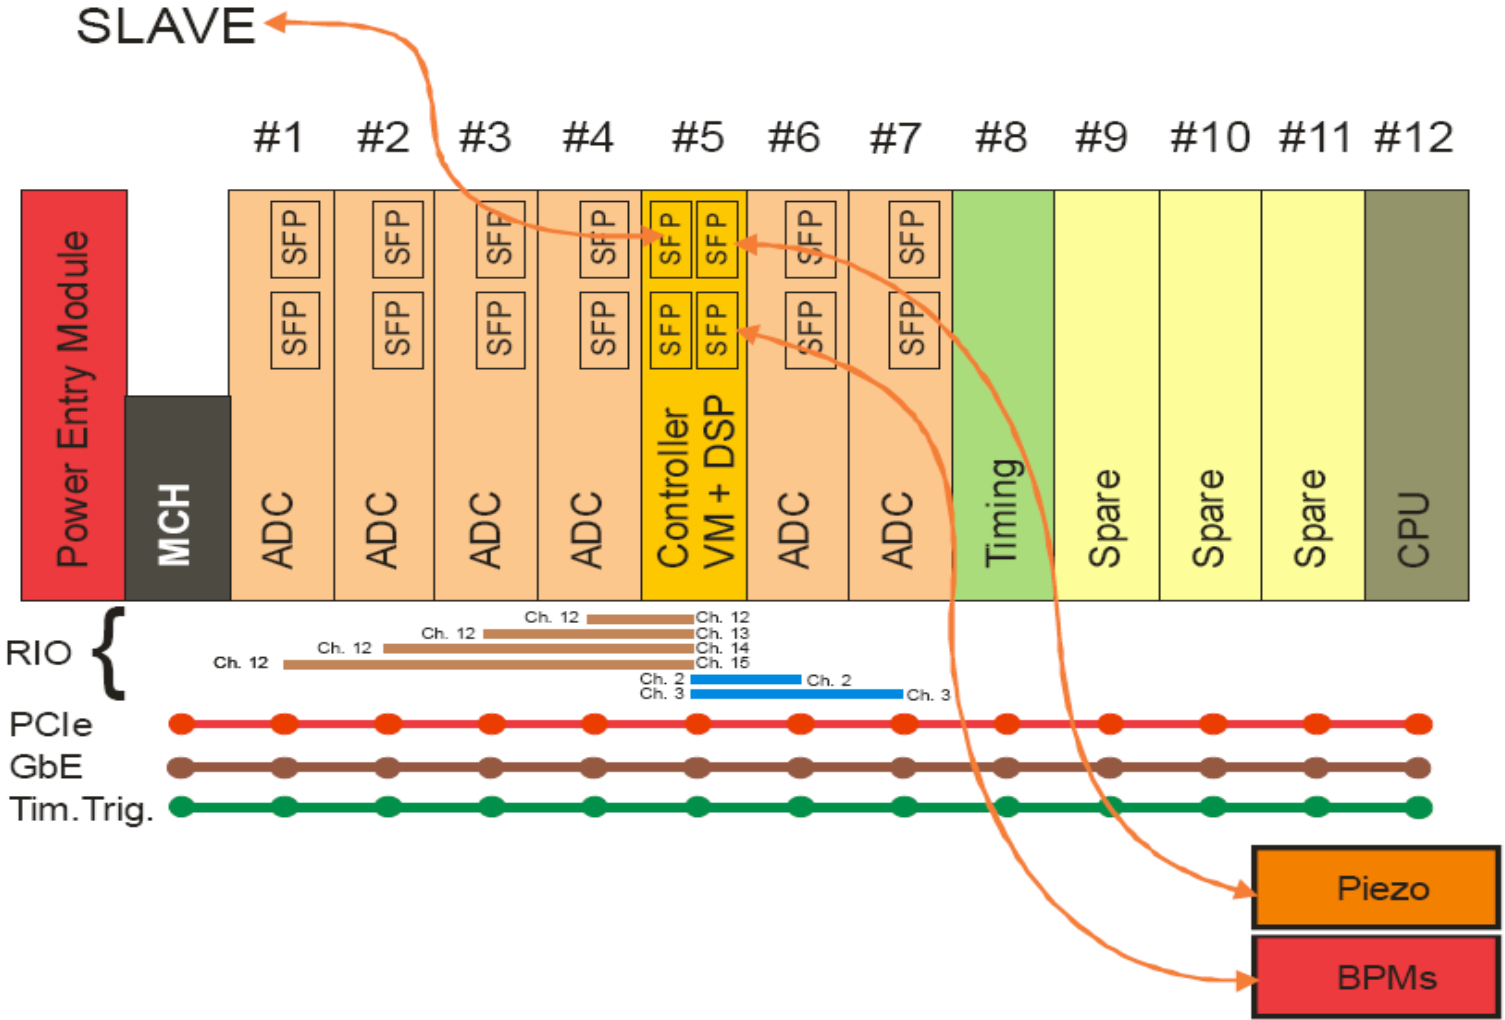 SLAVE
#1 #2 #3 #4 #5 #6 #7 #8 #9 #10 #11 #12
SFP SFP SFP SFP SFP SFP SFP SFP
SFP SFP SFP SFP SFP SFP SFP SFP
Power Entry Module
MCH
ADC
ADC
ADC
ADC
Controller
VM + DSP
ADC
ADC
Timing
Spare
Spare
Spare
CPU
RIO {
Ch. 12 Ch. 12
Ch. 12 Ch. 13
Ch. 12 Ch. 14
Ch. 12 Ch. 15
Ch. 2 Ch. 2
Ch. 3 Ch. 3
PCIe
GbE
Tim.Trig.
Piezo
BPMs